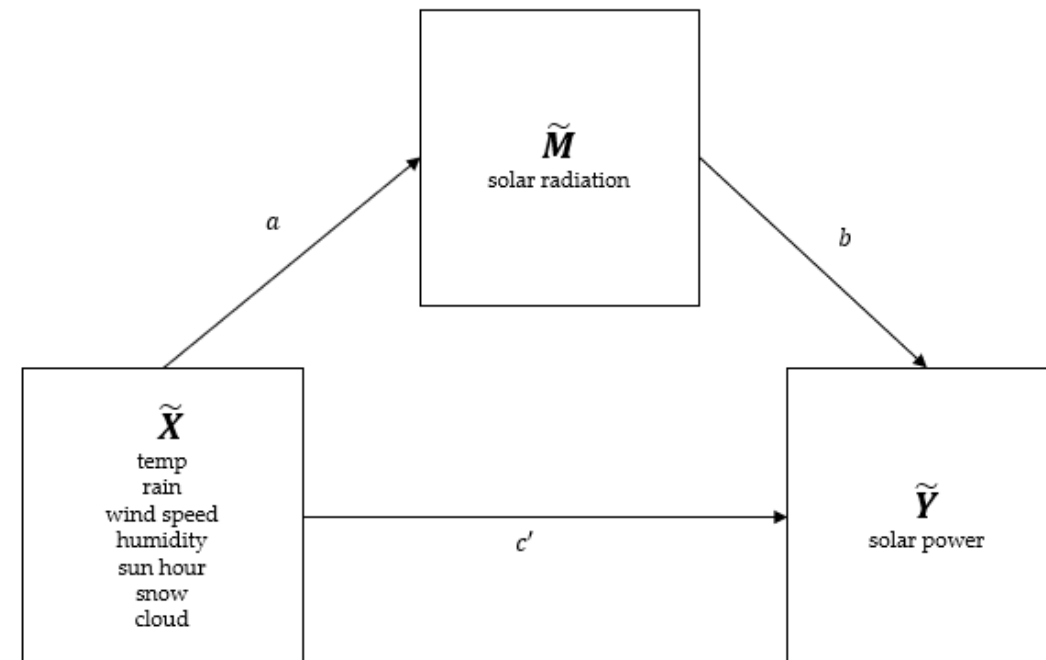 M̃
solar radiation
a
b
X̃
temp
rain
wind speed
humidity
sun hour
snow
cloud
c′
Ỹ
solar power